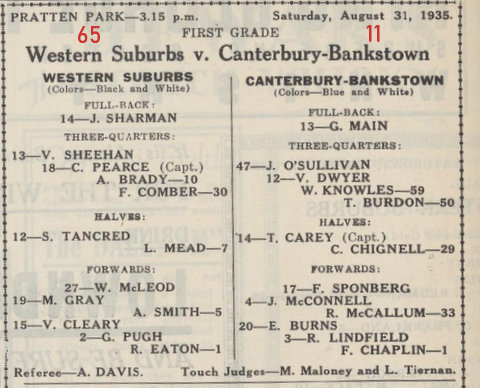 PRATTEN PARK—3.15 p.m. Saturday, August 31, 1935.
FIRST GRADE
65 11
Western Suburbs v. Canterbury-Bankstown
WESTERN SUBURBS
(Colors—Black and White)
FULL-BACK:
14—J. SHARMAN
THREE-QUARTERS:
13—V. SHEEHAN
18—C. PEARCE (Capt.)
A. BRADY—10
F. COMBER—30
HALVES:
12—S. TANCRED
L. MEAD—7
FORWARDS:
27—W. McLEOD
19—M. GRAY
A. SMITH—5
15—V. CLEARY
2—G. PUGH
R. EATON—1
CANTERBURY-BANKSTOWN
(Colors—Blue and White)
FULL-BACK:
13—G. MAIN
THREE-QUARTERS:
47—J. O'SULLIVAN
12—V. DWYER
W. KNOWLES—59
T. BURDON—50
HALVES:
14—T. CAREY (Capt.)
C. CHIGNELL—29
FORWARDS:
17—F. SPONBERG
4—J. McCONNELL
R. McCALLUM—33
20—E. BURNS
3—R. LINDFIELD
F. CHAPLIN—1
Referee—A. DAVIS. Touch Judges—M. Maloney and L. Tiernan.